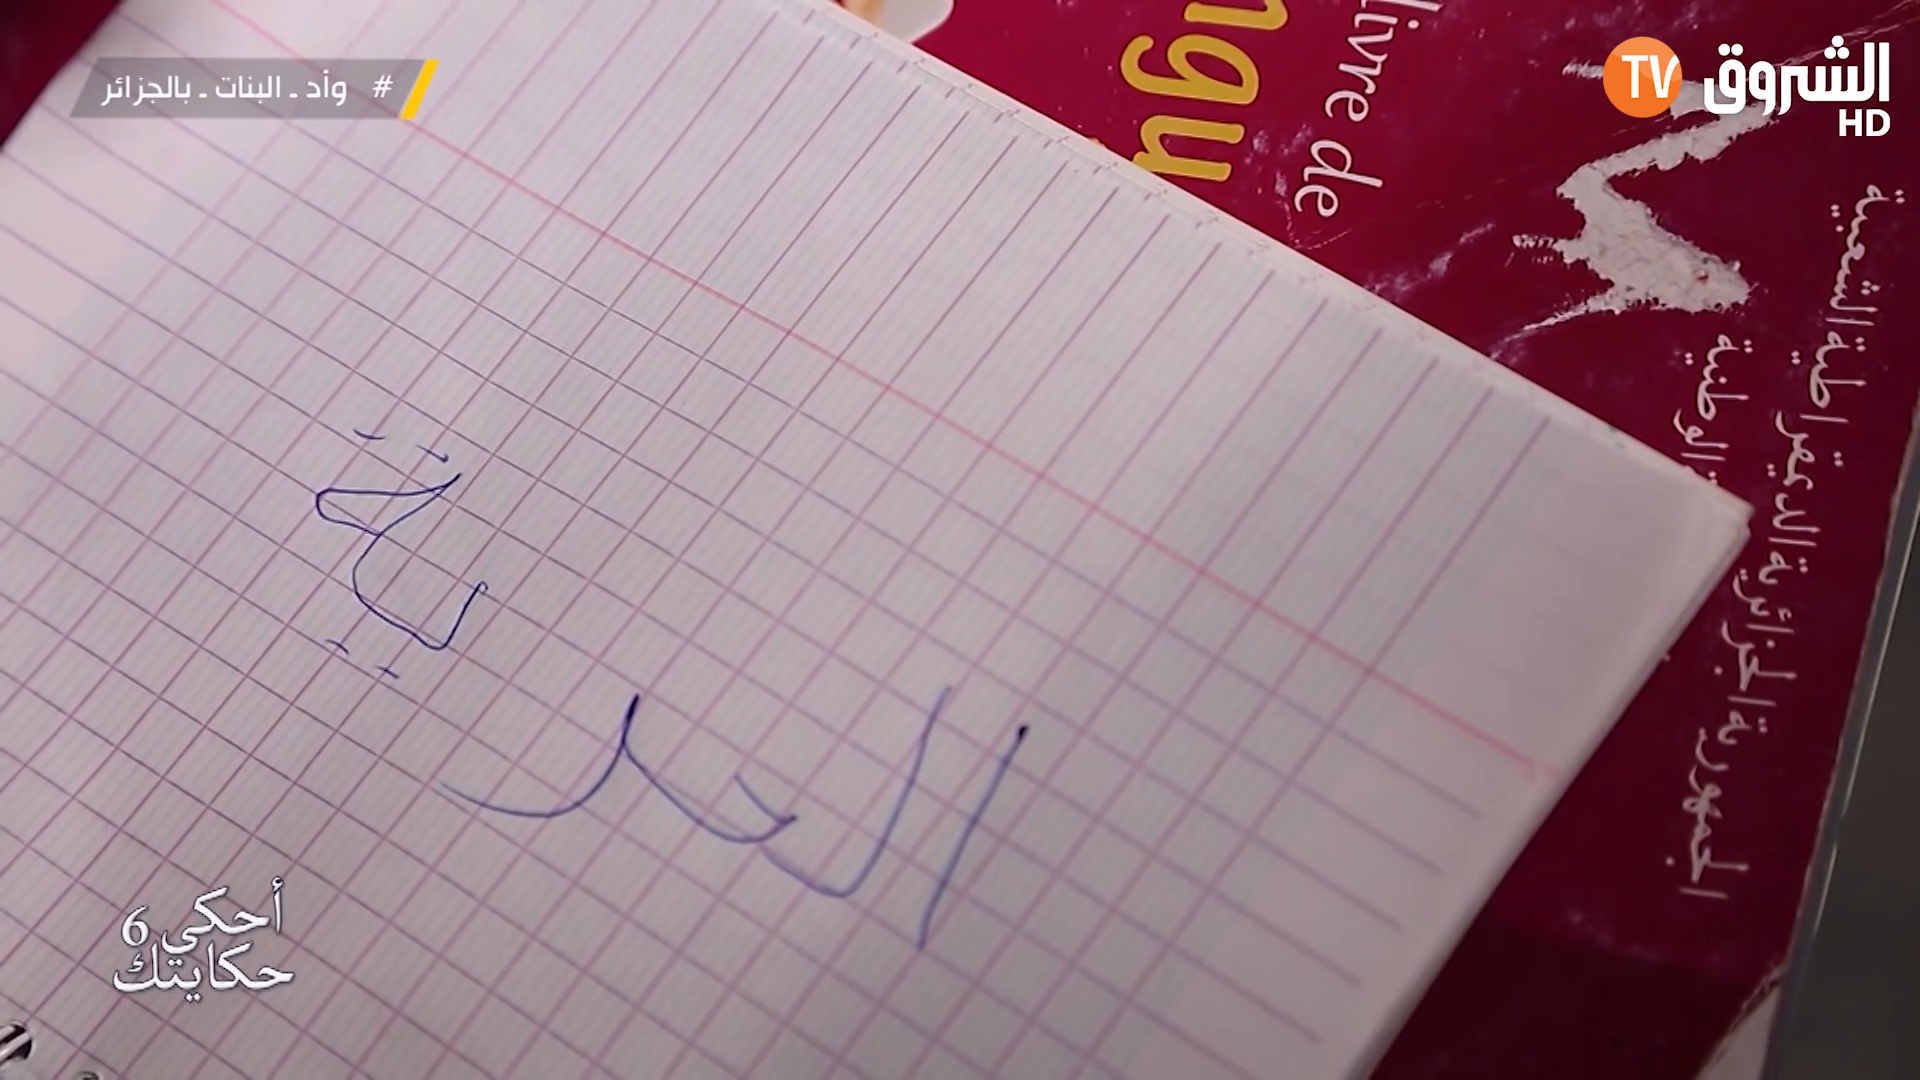 # وأد ـ البنات ـ بالجزائر
الشروق TV
HD
livre de
ngu
الجمهورية الجزائرية الديمقراطية الشعبية
الوطنية
الحرية
أحكي 6
حكايتك